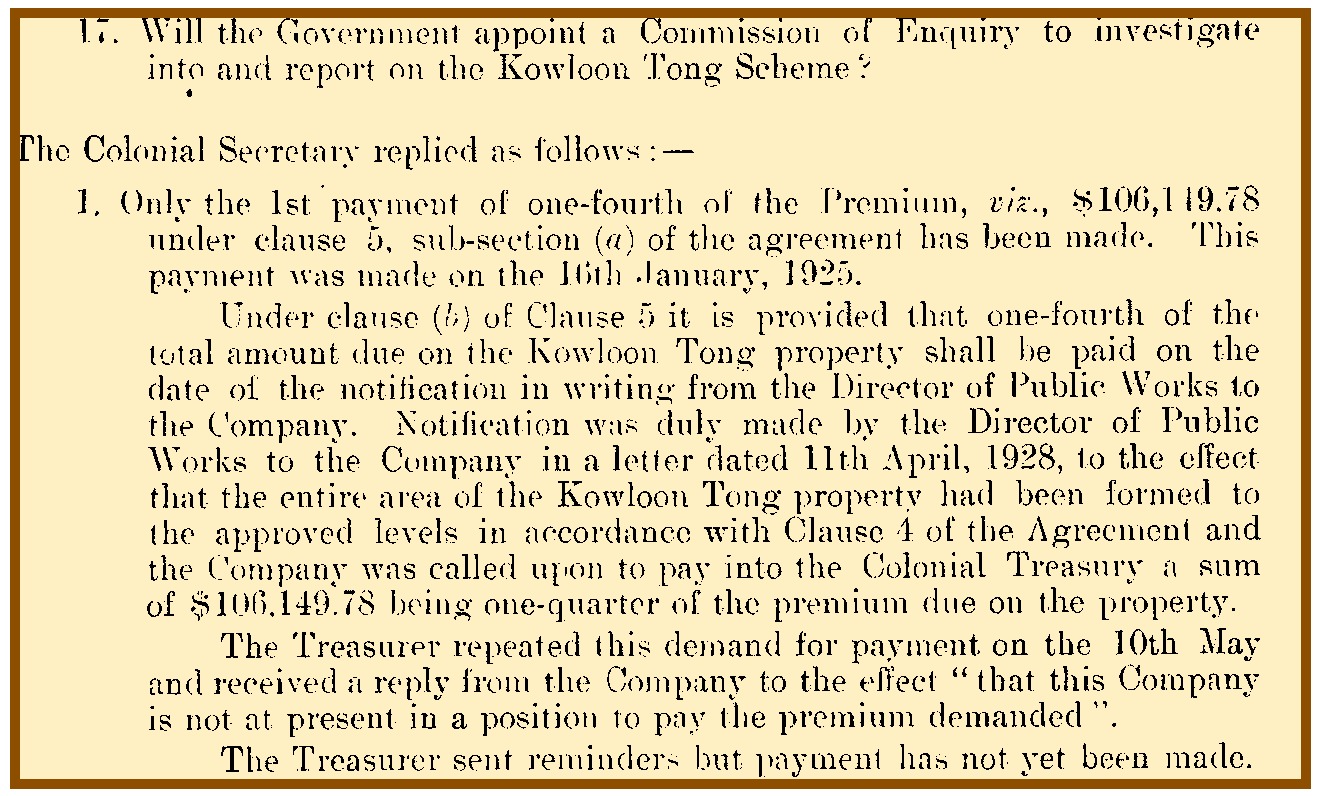 17. Will the Government appoint a Commission of Enquiry to investigate
into and report on the Kowloon Tong Scheme?
The Colonial Secretary replied as follows:—
1. Only the 1st payment of one-fourth of the Premium, viz., $106,149.78
under clause 5, sub-section (a) of the agreement has been made. This
payment was made on the 16th January, 1925.
Under clause (b) of Clause 5 it is provided that one-fourth of the
total amount due on the Kowloon Tong property shall be paid on the
date of the notification in writing from the Director of Public Works to
the Company. Notification was duly made by the Director of Public
Works to the Company in a letter dated 11th April, 1928, to the effect
that the entire area of the Kowloon Tong property had been formed to
the approved levels in accordance with Clause 4 of the Agreement and
the Company was called upon to pay into the Colonial Treasury a sum
of $106,149.78 being one-quarter of the premium due on the property.
The Treasurer repeated this demand for payment on the 10th May
and received a reply from the Company to the effect "that this Company
is not at present in a position to pay the premium demanded".
The Treasurer sent reminders but payment has not yet been made.